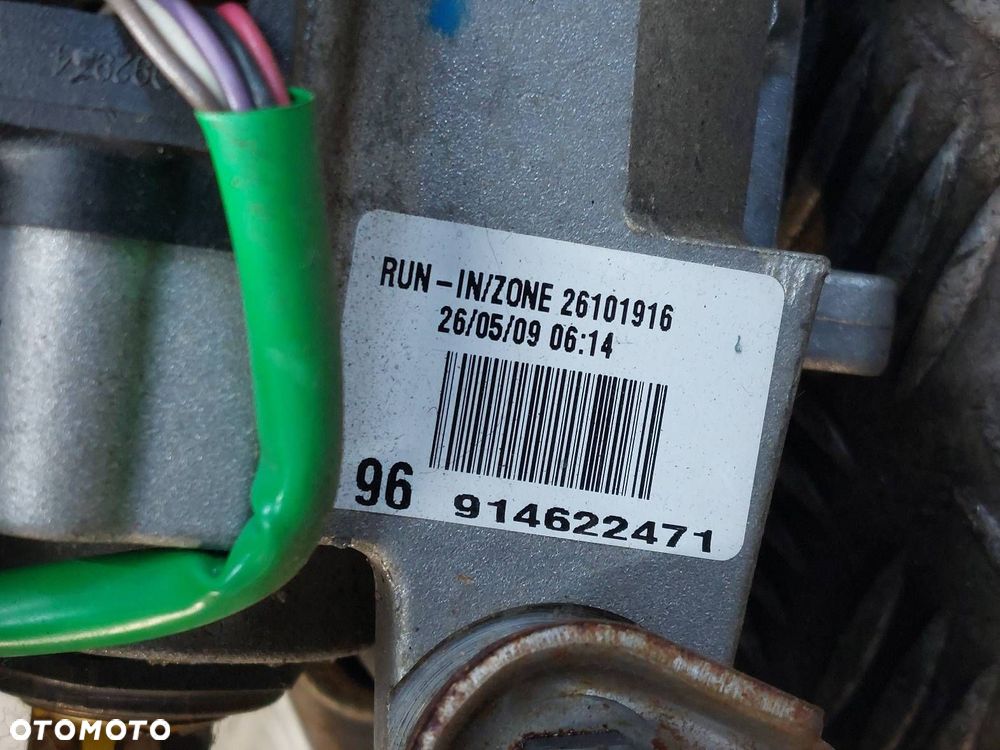 RUN-IN/ZONE 26101916
26/05/09 06:14
96 914622471
OTOMOTO